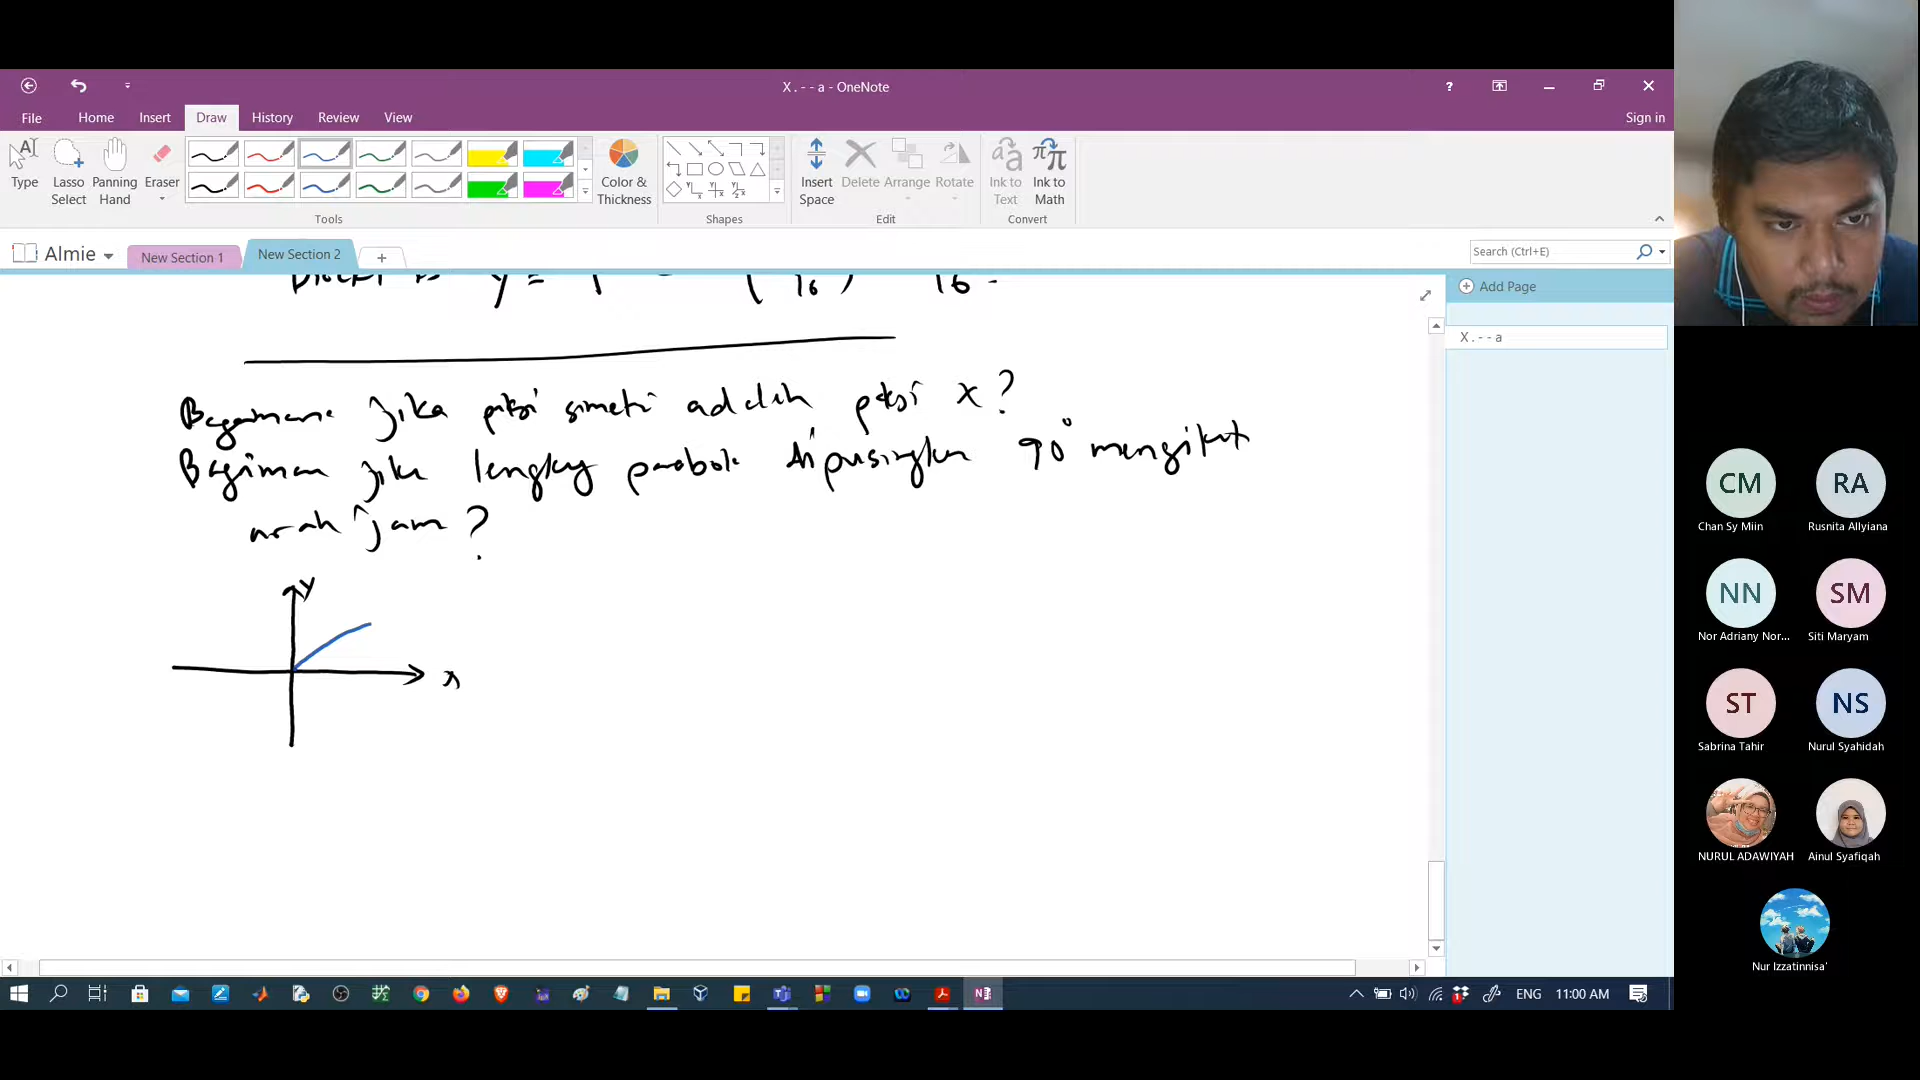 X . - - a - OneNote
?
File
Home
Insert
Draw
History
Review
View
Sign in
Type
Lasso Select
Panning Hand
Eraser
Color & Thickness
Insert Space
Delete
Arrange
Rotate
Ink to Text
Ink to Math
Tools
Shapes
Edit
Convert
Almie
New Section 1
New Section 2
Search (Ctrl+E)
Add Page
X . - - a
y =
16
jika paksi simetri adalah paksi x?
jika lengkung parabola dipusingkan 90° mengikut
arah jam?
y
x
CM
Chan Sy Miin
RA
Rusnita Allyiana
NN
Nor Adriany Nor...
SM
Siti Maryam
ST
Sabrina Tahir
NS
Nurul Syahidah
NURUL ADAWIYAH
Ainul Syafiqah
Nur Izzatinnisa'
ENG
11:00 AM